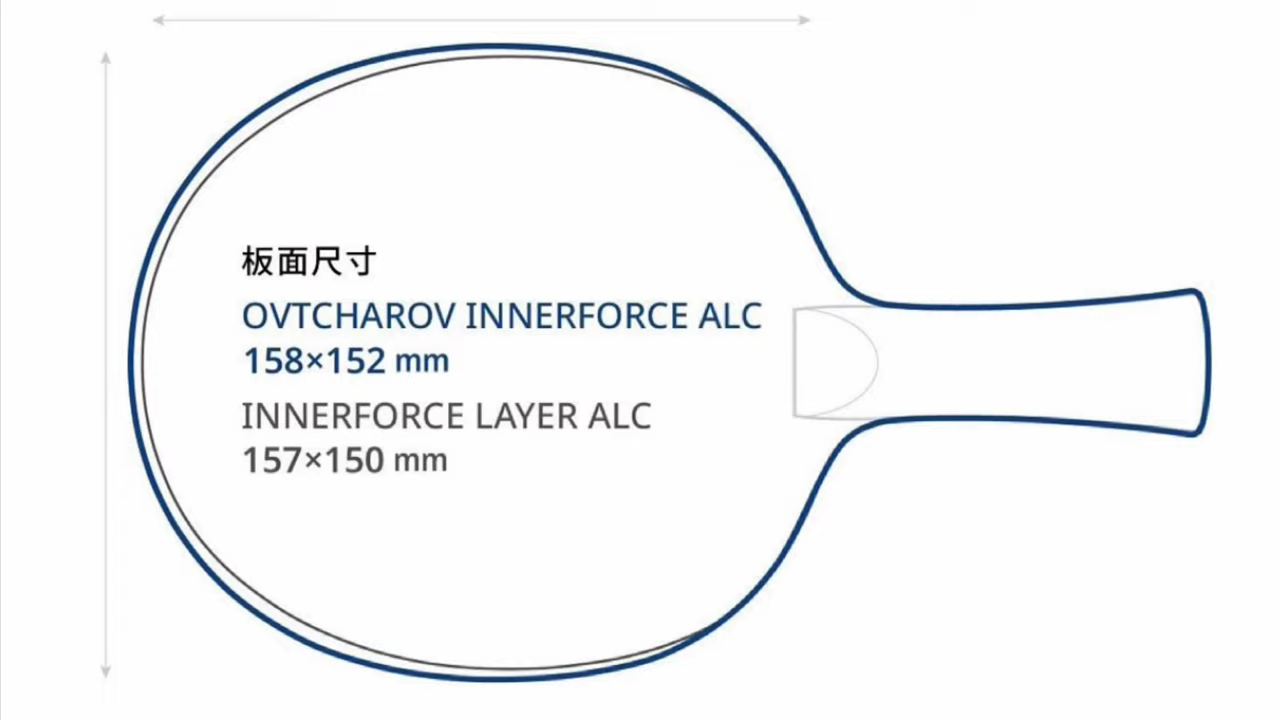 板面尺寸
OVTCHAROV INNERFORCE ALC
158×152 mm
INNERFORCE LAYER ALC
157×150 mm